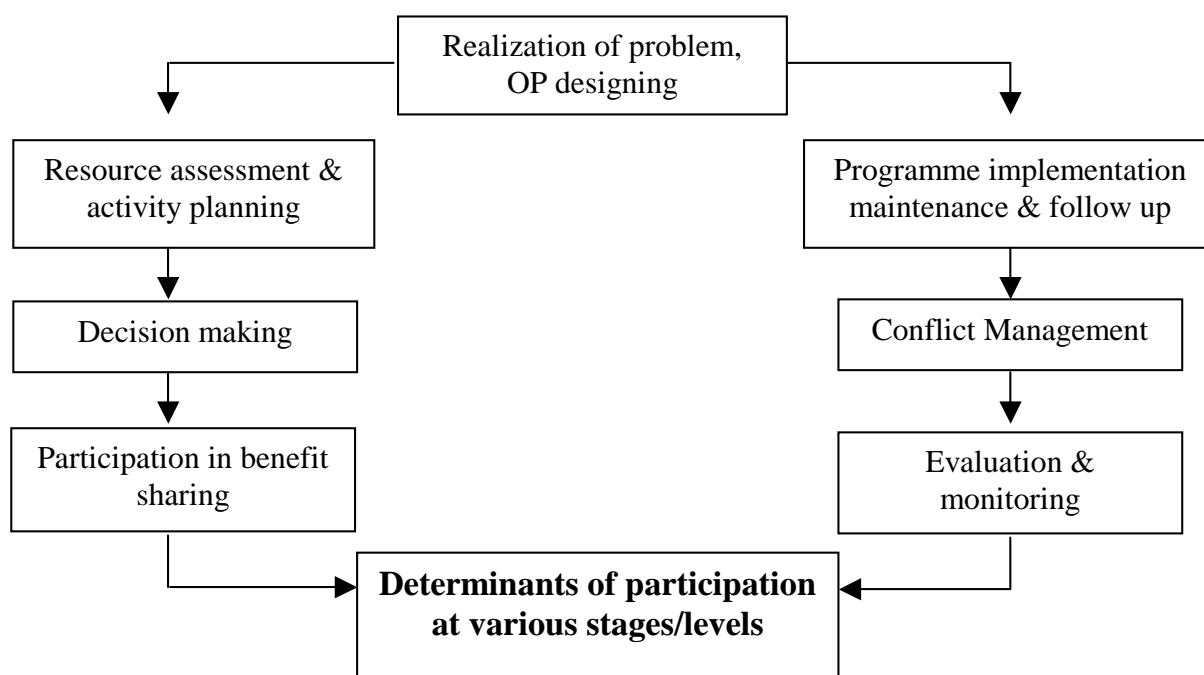 Realization of problem,
OP designing
Resource assessment &
activity planning
Programme implementation
maintenance & follow up
Decision making
Conflict Management
Participation in benefit
sharing
Evaluation &
monitoring
Determinants of participation
at various stages/levels